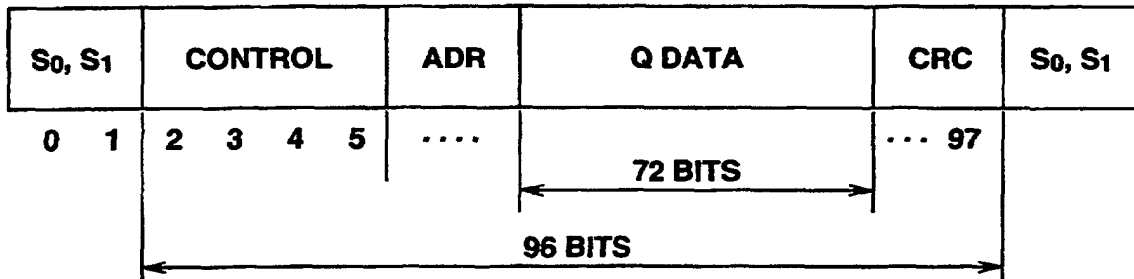 S0, S1 CONTROL ADR Q DATA CRC S0, S1
0 1 2 3 4 5 .... ... 97
72 BITS
96 BITS